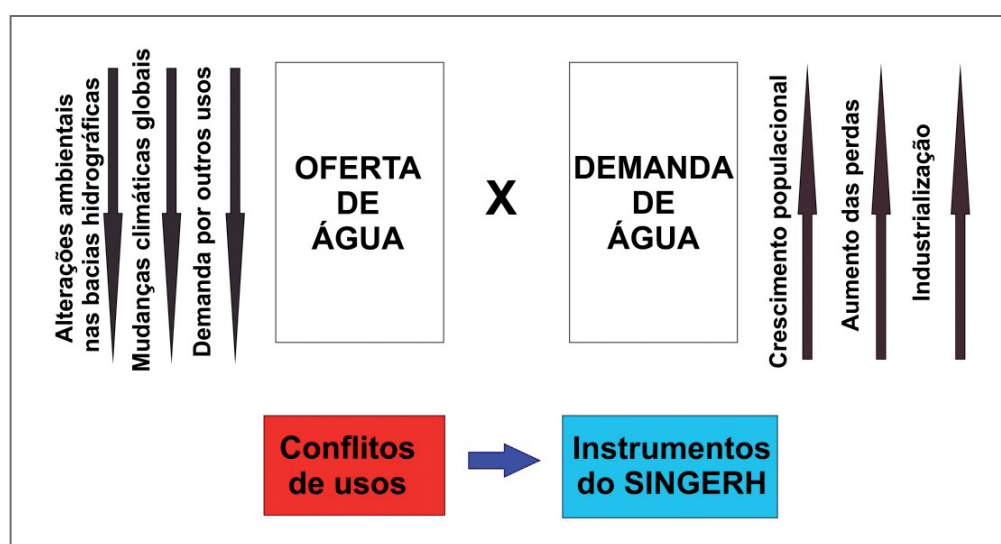 Alterações ambientais
nas bacias hidrográficas
Mudanças climáticas globais
Demanda por outros usos
OFERTA
DE
ÁGUA
X
DEMANDA
DE
ÁGUA
Crescimento populacional
Aumento das perdas
Industrialização
Conflitos
de usos
Instrumentos
do SINGERH